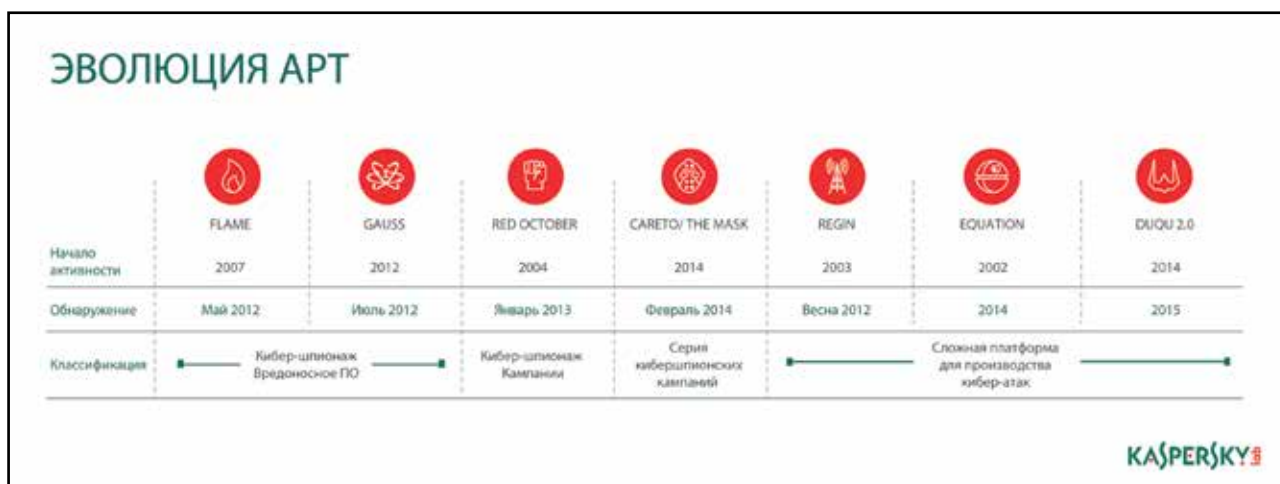 ЭВОЛЮЦИЯ APT
FLAME GAUSS RED OCTOBER CARETO/ THE MASK REGIN EQUATION DUQU 2.0
Начало
активности
2007 2012 2004 2014 2003 2002 2014
Обнаружение Май 2012 Июль 2012 Январь 2013 Февраль 2014 Весна 2012 2014 2015
Классификация
Кибер-шпионаж
Вредоносное ПО
Кибер-шпионаж
Кампании
Серия
кибершпионских
кампаний
Сложная платформа
для производства
кибер-атак
KASPERSKY lab